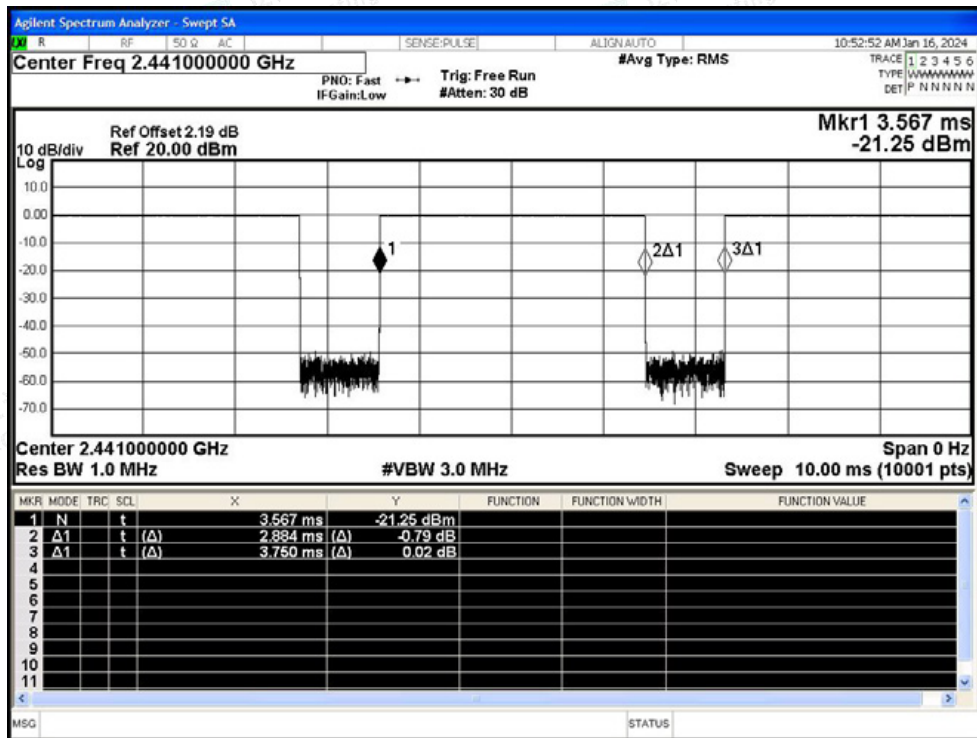 Agilent Spectrum Analyzer - Swept SA
LXI R RF 50 Ω AC SENSE:PULSE ALIGN AUTO 10:52:52 AM Jan 16, 2024
Center Freq 2.441000000 GHz
PNO: Fast
IFGain:Low
Trig: Free Run
#Atten: 30 dB
#Avg Type: RMS
TRACE 1 2 3 4 5 6
TYPE WWWWWW
DET P N N N N N
Mkr1 3.567 ms
-21.25 dBm
Ref Offset 2.19 dB
10 dB/div Ref 20.00 dBm
Log
10.0
0.00
-10.0
-20.0
-30.0
-40.0
-50.0
-60.0
-70.0
1
2Δ1
3Δ1
Center 2.441000000 GHz Span 0 Hz
Res BW 1.0 MHz #VBW 3.0 MHz Sweep 10.00 ms (10001 pts)
MKR MODE TRC SCL X Y FUNCTION FUNCTION WIDTH FUNCTION VALUE
1 N t 3.567 ms -21.25 dBm
2 Δ1 t (Δ) 2.884 ms (Δ) -0.79 dB
3 Δ1 t (Δ) 3.750 ms (Δ) 0.02 dB
4
5
6
7
8
9
10
11
MSG STATUS